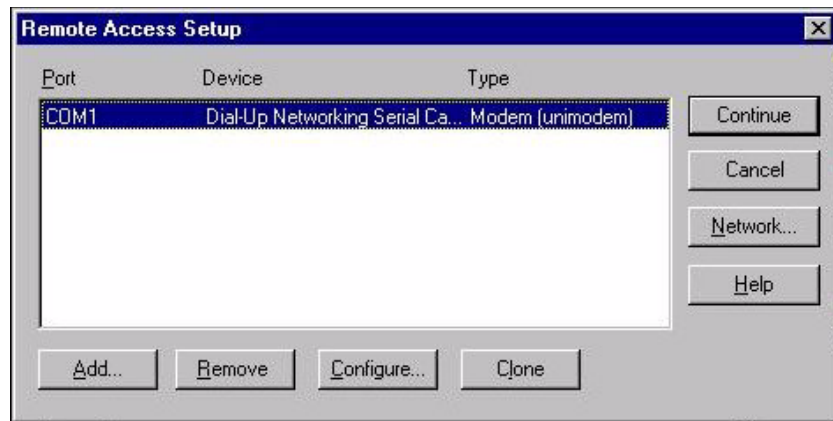 Remote Access Setup
Port Device Type
COM1 Dial-Up Networking Serial Ca... Modem (unimodem)
Continue
Cancel
Network...
Help
Add... Remove Configure... Clone